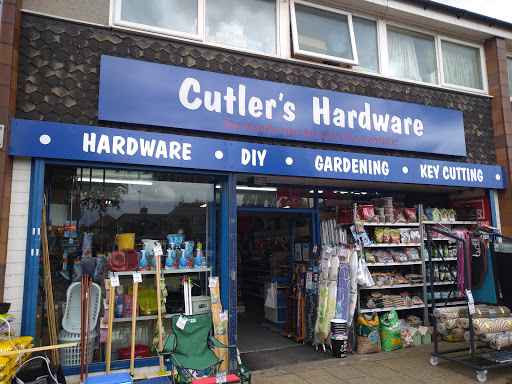 Cutler's Hardware
• HARDWARE • DIY • GARDENING • KEY CUTTING •